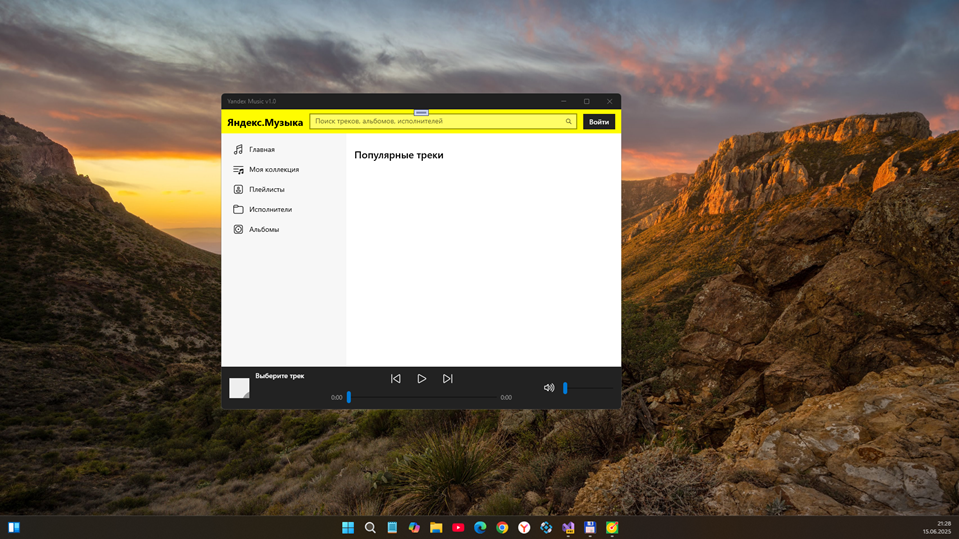 Yandex Music v1.0
Яндекс.Музыка
Поиск треков, альбомов, исполнителей
Войти
Главная
Моя коллекция
Плейлисты
Исполнители
Альбомы
Популярные треки
Выберите трек
0:00
0:00
21:28
15.06.2025